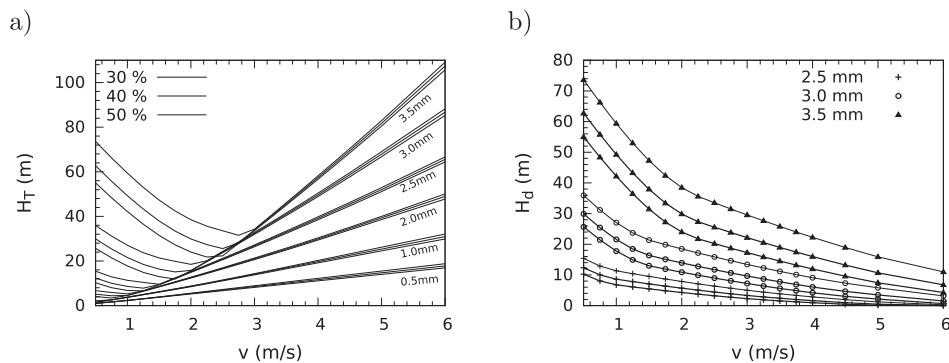 a)
H_T (m)
100
80
60
40
20
0
30 %
40 %
50 %
3.5mm
3.0mm
2.5mm
2.0mm
1.0mm
0.5mm
1 2 3 4 5 6
v (m/s)
b)
H_d (m)
80
70
60
50
40
30
20
10
0
2.5 mm
3.0 mm
3.5 mm
1 2 3 4 5 6
v (m/s)